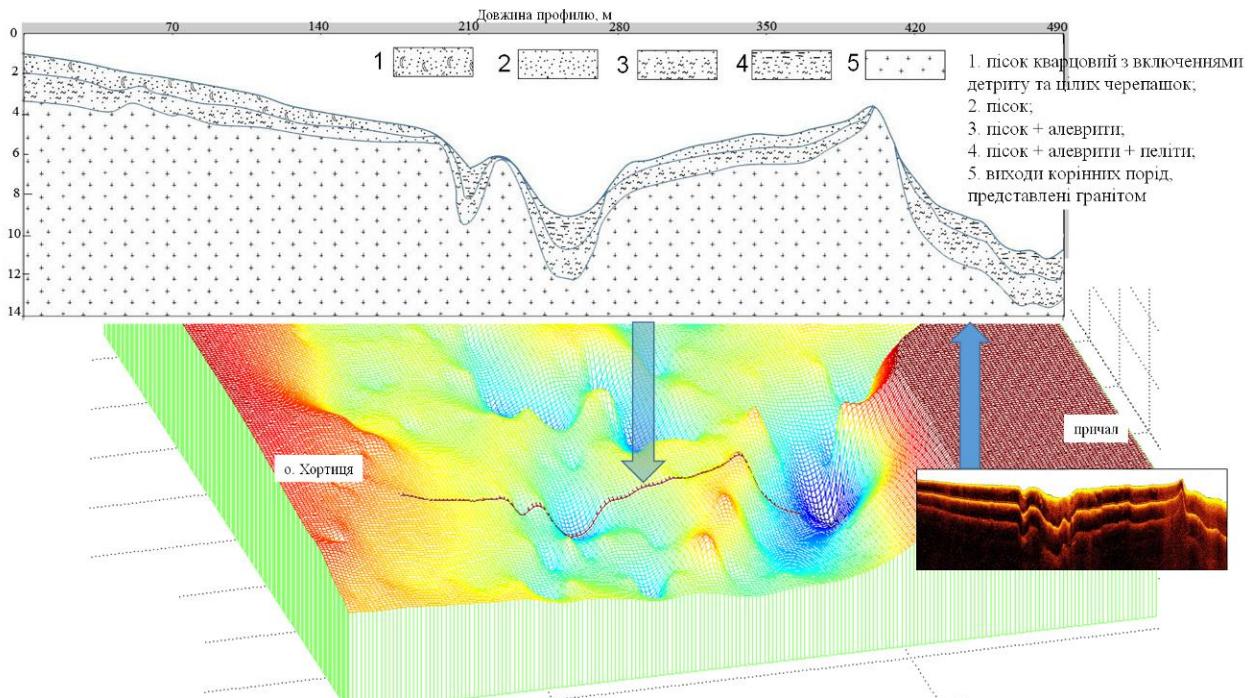 Довжина профилю, м
0 70 140 210 280 350 420 490
2
4
6
8
10
12
14
1 2 3 4 5
1. пісок кварцовий з включеннями
детриту та цілих черепашок;
2. пісок;
3. пісок + алеврити;
4. пісок + алеврити + пеліти;
5. виходи корінних порід,
представлені гранітом
о. Хортиця
причал